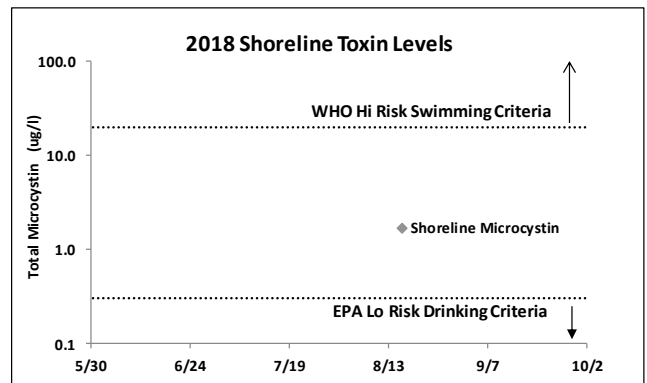 2018 Shoreline Toxin Levels
100.0
WHO Hi Risk Swimming Criteria
10.0
Total Microcystin (ug/l)
Shoreline Microcystin
1.0
EPA Lo Risk Drinking Criteria
0.1
5/30 6/24 7/19 8/13 9/7 10/2